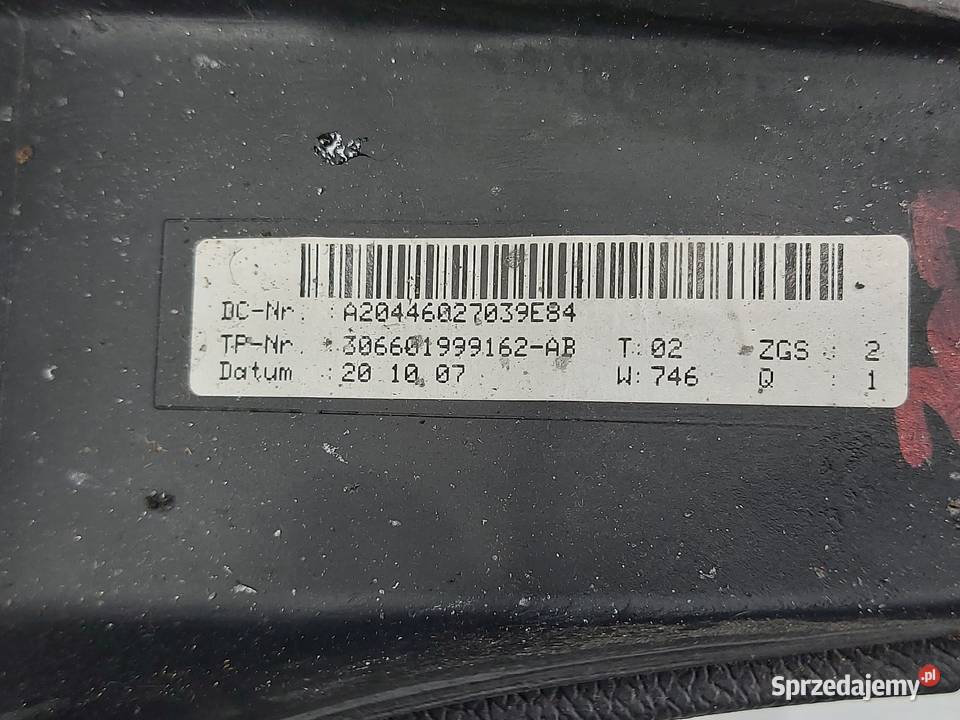 DC-Nr : A20446027039E84
TP-Nr : 306601999162-AB T: 02 ZGS : 2
Datum : 20 10 07 W: 746 Q : 1
Sprzedajemy.pl